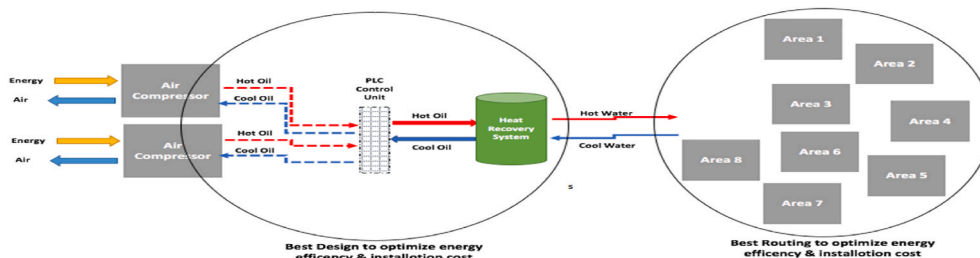 Energy
Air
Air
Compressor
Hot Oil
Cool Oil
Energy
Air
Air
Compressor
Hot Oil
Cool Oil
PLC
Control
Unit
Hot Oil
Cool Oil
Heat
Recovery
System
Hot Water
Cool Water
s
Area 1
Area 2
Area 3
Area 4
Area 6
Area 8
Area 5
Area 7
Best Design to optimize energy
efficency & installotion cost
Best Routing to optimize energy
efficency & installotion cost